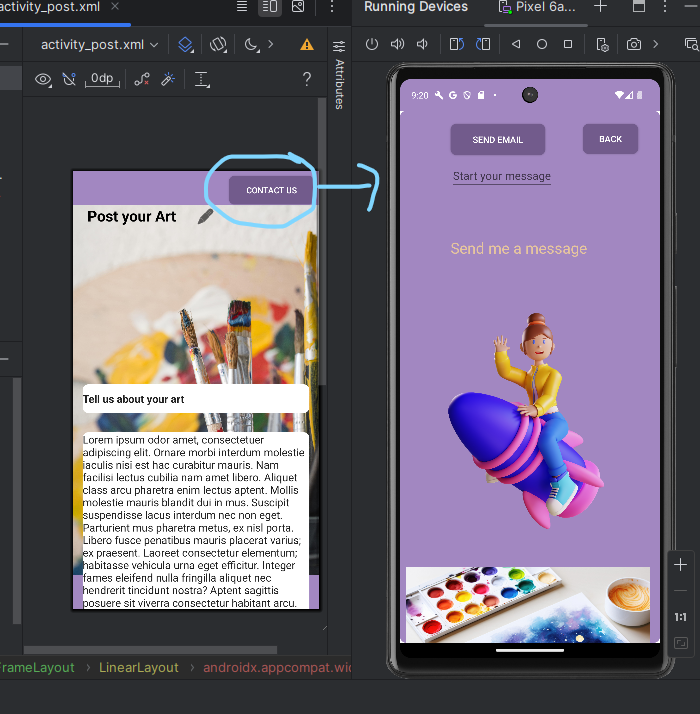 activity_post.xml
Running Devices
Pixel 6a...
activity_post.xml
0dp
?
Attributes
9:20
SEND EMAIL
BACK
Start your message
Send me a message
CONTACT US
Post your Art
Tell us about your art
Lorem ipsum odor amet, consectetuer
adipiscing elit. Ornare morbi interdum molestie
iaculis nisi est hac curabitur mauris. Nam
facilisi lectus cubilia nam amet libero. Aliquet
class arcu pharetra enim lectus aptent. Mollis
molestie mauris blandit dui in mus. Suscipit
suspendisse lacus interdum nec non eget.
Parturient mus pharetra metus, ex nisl porta.
Libero fusce penatibus mauris placerat varius;
ex praesent. Laoreet consectetur elementum;
habitasse vehicula urna eget efficitur. Integer
fames eleifend nulla fringilla aliquet nec
hendrerit tincidunt nostra? Aptent sagittis
posuere sit viverra consectetur habitant arcu.
1:1
rameLayout > LinearLayout > androidx.appcompat.wid